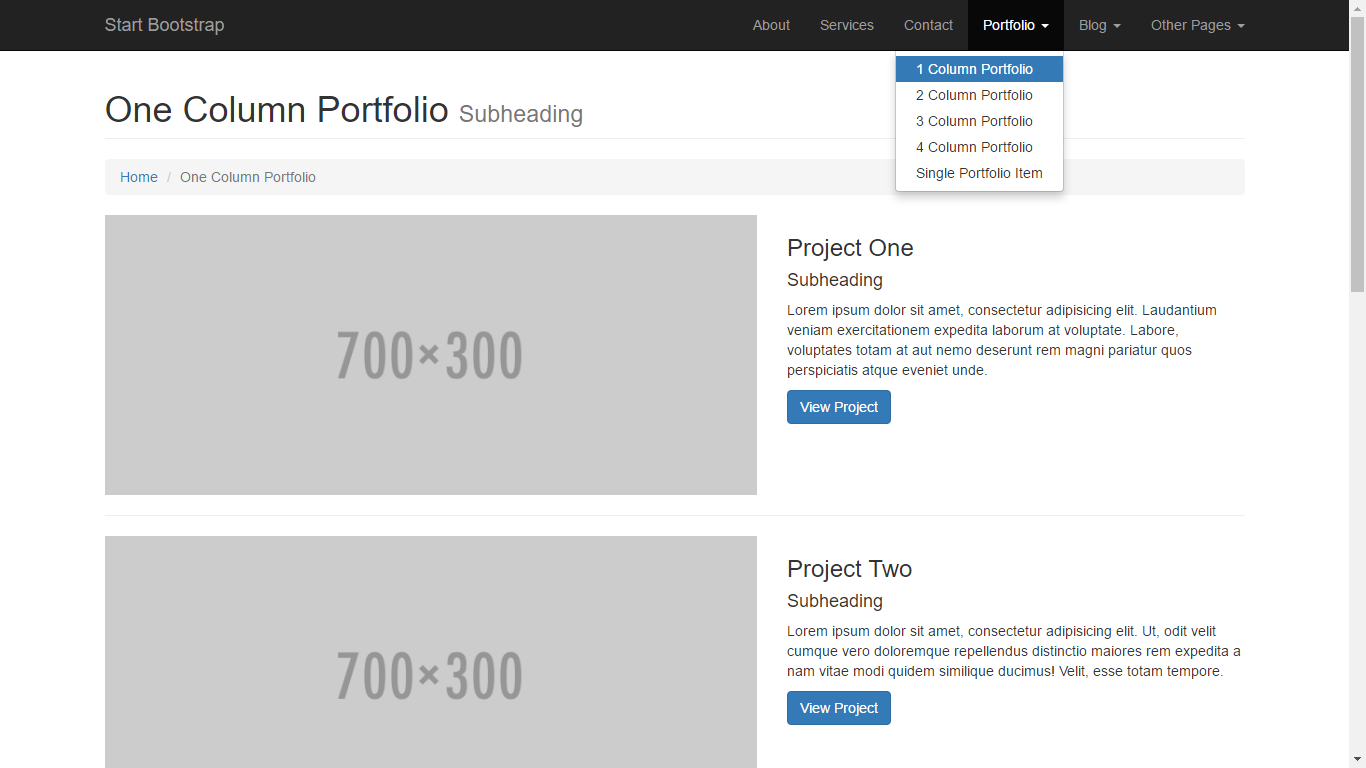 Start Bootstrap
About
Services
Contact
Portfolio
Blog
Other Pages
1 Column Portfolio
2 Column Portfolio
3 Column Portfolio
4 Column Portfolio
Single Portfolio Item
One Column Portfolio Subheading
Home / One Column Portfolio
700×300
Project One
Subheading
Lorem ipsum dolor sit amet, consectetur adipisicing elit. Laudantium
veniam exercitationem expedita laborum at voluptate. Labore,
voluptates totam at aut nemo deserunt rem magni pariatur quos
perspiciatis atque eveniet unde.
View Project
700×300
Project Two
Subheading
Lorem ipsum dolor sit amet, consectetur adipisicing elit. Ut, odit velit
cumque vero doloremque repellendus distinctio maiores rem expedita a
nam vitae modi quidem similique ducimus! Velit, esse totam tempore.
View Project